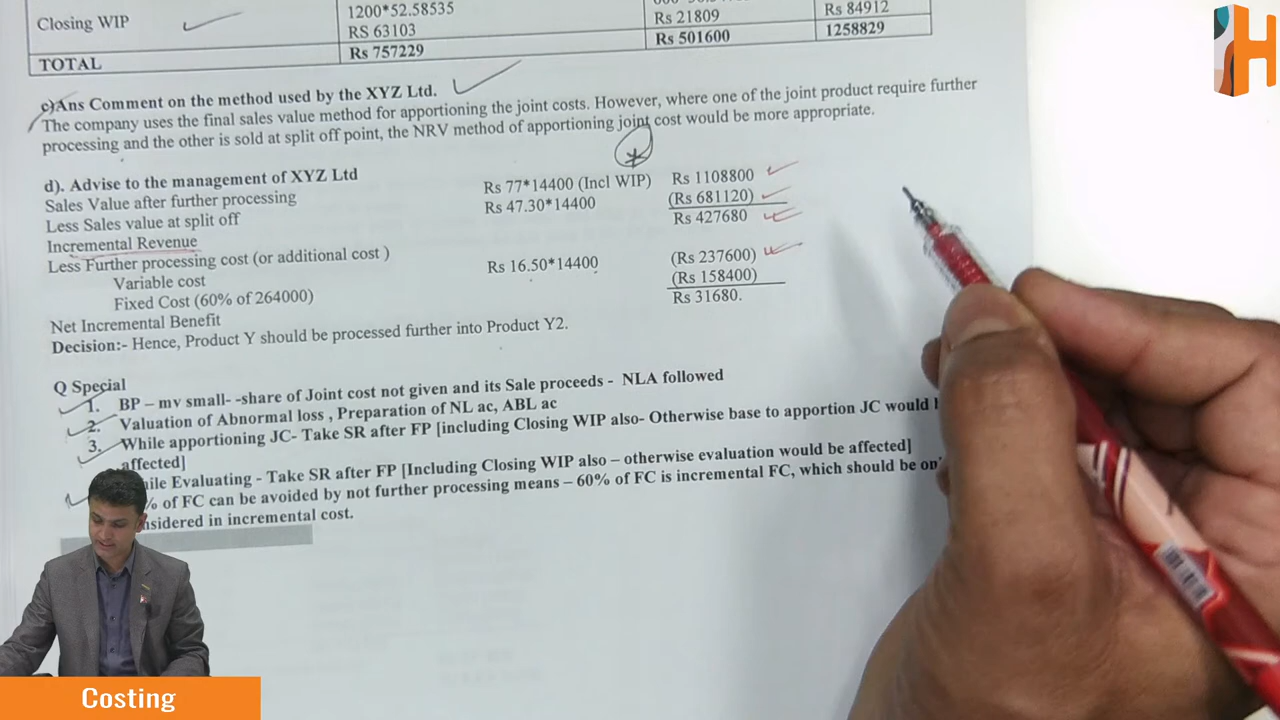 1200*52.58535
Closing WIP Rs 21809 Rs 84912
RS 63103
TOTAL Rs 757229 Rs 501600 1258829
c)Ans Comment on the method used by the XYZ Ltd.
The company uses the final sales value method for apportioning the joint costs. However, where one of the joint product require further
processing and the other is sold at split off point, the NRV method of apportioning joint cost would be more appropriate.
d). Advise to the management of XYZ Ltd
Sales Value after further processing Rs 77*14400 (Incl WIP) Rs 1108800
Less Sales value at split off Rs 47.30*14400 (Rs 681120)
Incremental Revenue Rs 427680
Less Further processing cost (or additional cost )
Variable cost Rs 16.50*14400 (Rs 237600)
Fixed Cost (60% of 264000) (Rs 158400)
Net Incremental Benefit Rs 31680.
Decision:- Hence, Product Y should be processed further into Product Y2.
Q Special
1. BP – mv small- -share of Joint cost not given and its Sale proceeds - NLA followed
2. Valuation of Abnormal loss , Preparation of NL ac, ABL ac
3. While apportioning JC- Take SR after FP [including Closing WIP also- Otherwise base to apportion JC would
affected]
Evaluating - Take SR after FP [Including Closing WIP also – otherwise evaluation would be affected]
% of FC can be avoided by not further processing means – 60% of FC is incremental FC, which should be
in incremental cost.
H
Costing